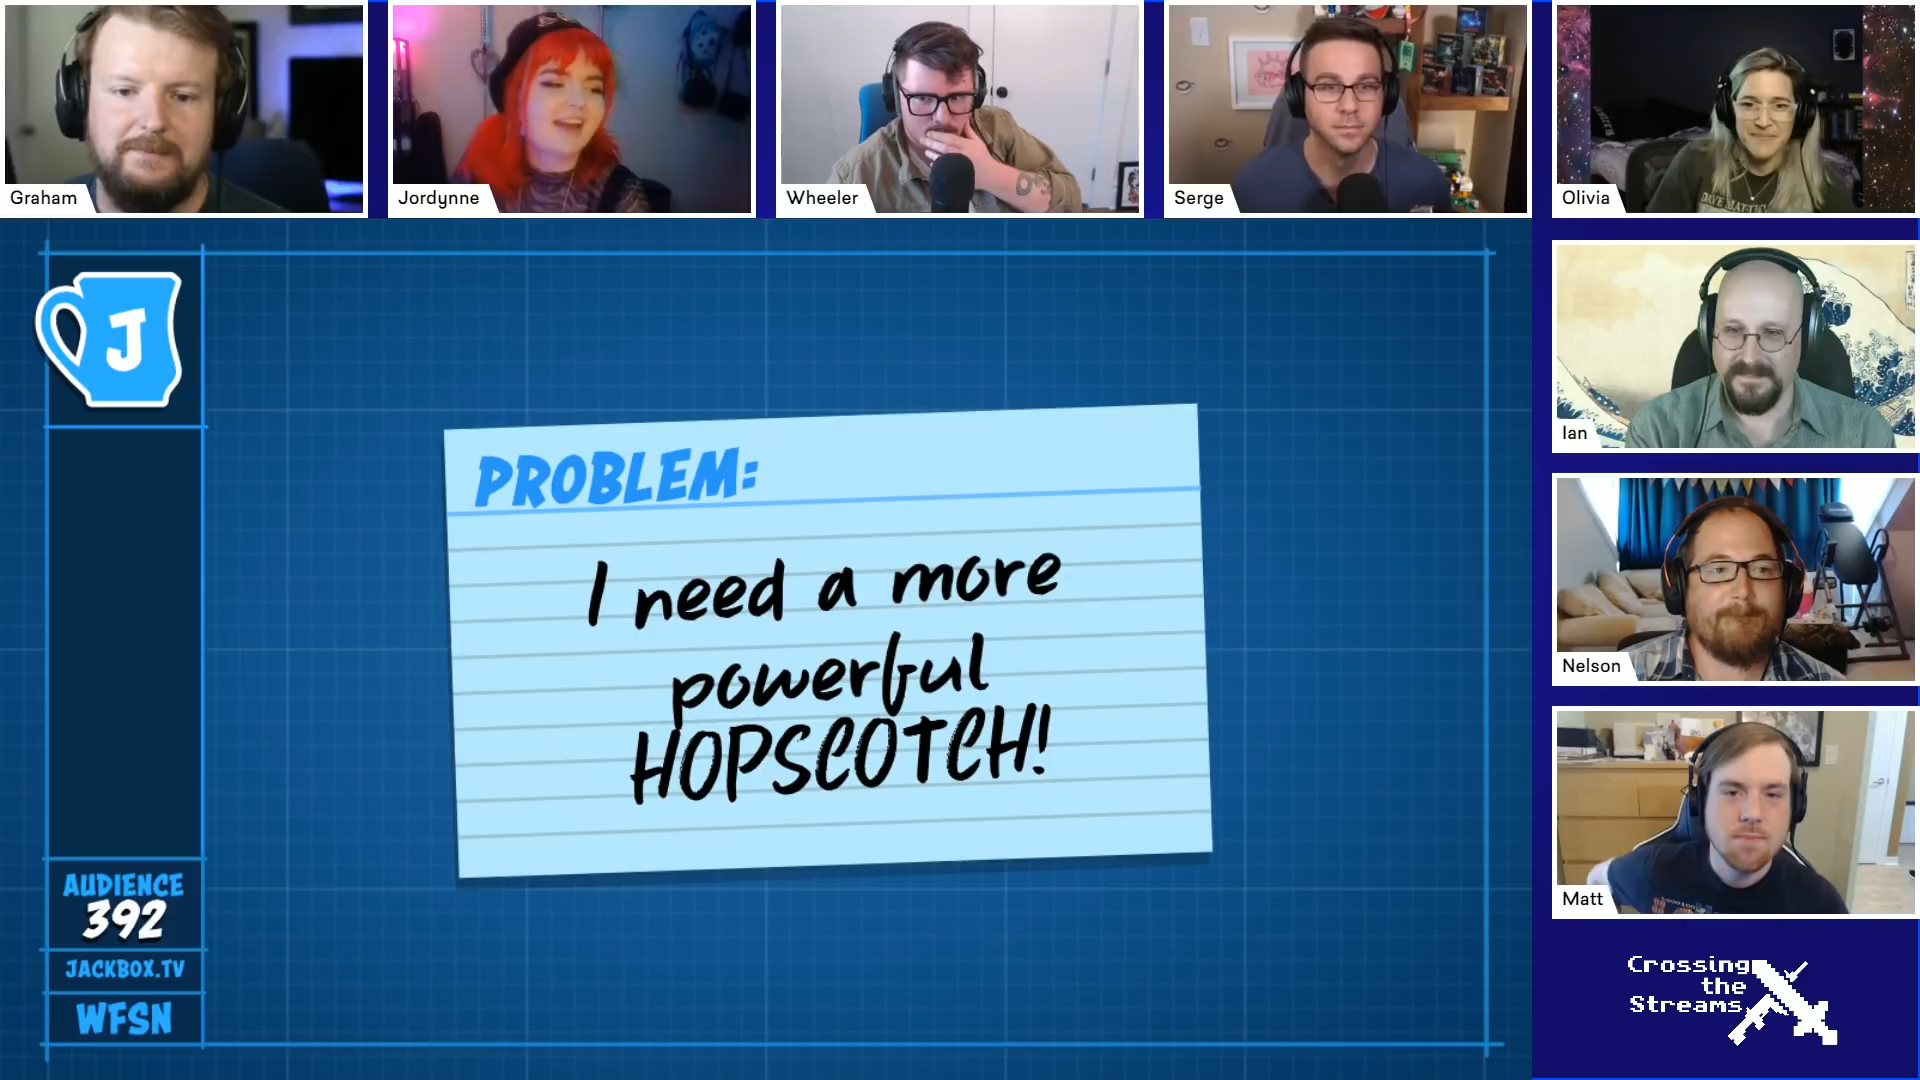 Graham
Jordynne
Wheeler
Serge
Olivia
J
PROBLEM:
I need a more
powerful
HOPSCOTCH!
Ian
Nelson
Matt
AUDIENCE
392
JACKBOX.TV
WFSN
Crossing
the
Streams